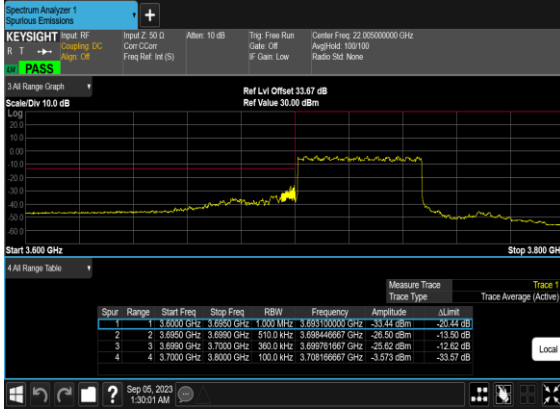 Spectrum Analyzer 1
Spurious Emissions
+
KEYSIGHT Input: RF Input Z: 50 Ω Atten: 10 dB Trig: Free Run Center Freq: 22.005000000 GHz
R T Coupling: DC Corr CCorr Gate: Off Avg|Hold: 100/100
Align: Off Freq Ref: Int (S) IF Gain: Low Radio Std: None
LXI PASS
3 All Range Graph
Ref Lvl Offset 33.67 dB
Scale/Div 10.0 dB Ref Value 30.00 dBm
Log
20.0
10.0
0.00
-10.0
-20.0
-30.0
-40.0
-50.0
-60.0
Start 3.600 GHz Stop 3.800 GH
4 All Range Table
Measure Trace Trace 1
Trace Type Trace Average (Active)
Spur Range Start Freq Stop Freq RBW Frequency Amplitude ΔLimit
1 1 3.6000 GHz 3.6950 GHz 1.000 MHz 3.693100000 GHz -33.44 dBm -20.44 dB
2 2 3.6950 GHz 3.6990 GHz 510.0 kHz 3.698446667 GHz -26.50 dBm -13.50 dB
3 3 3.6990 GHz 3.7000 GHz 360.0 kHz 3.699761667 GHz -25.62 dBm -12.62 dB
4 4 3.7000 GHz 3.8000 GHz 100.0 kHz 3.708166667 GHz -3.573 dBm -33.57 dB
Local
? Sep 05, 2023
1:30:01 AM